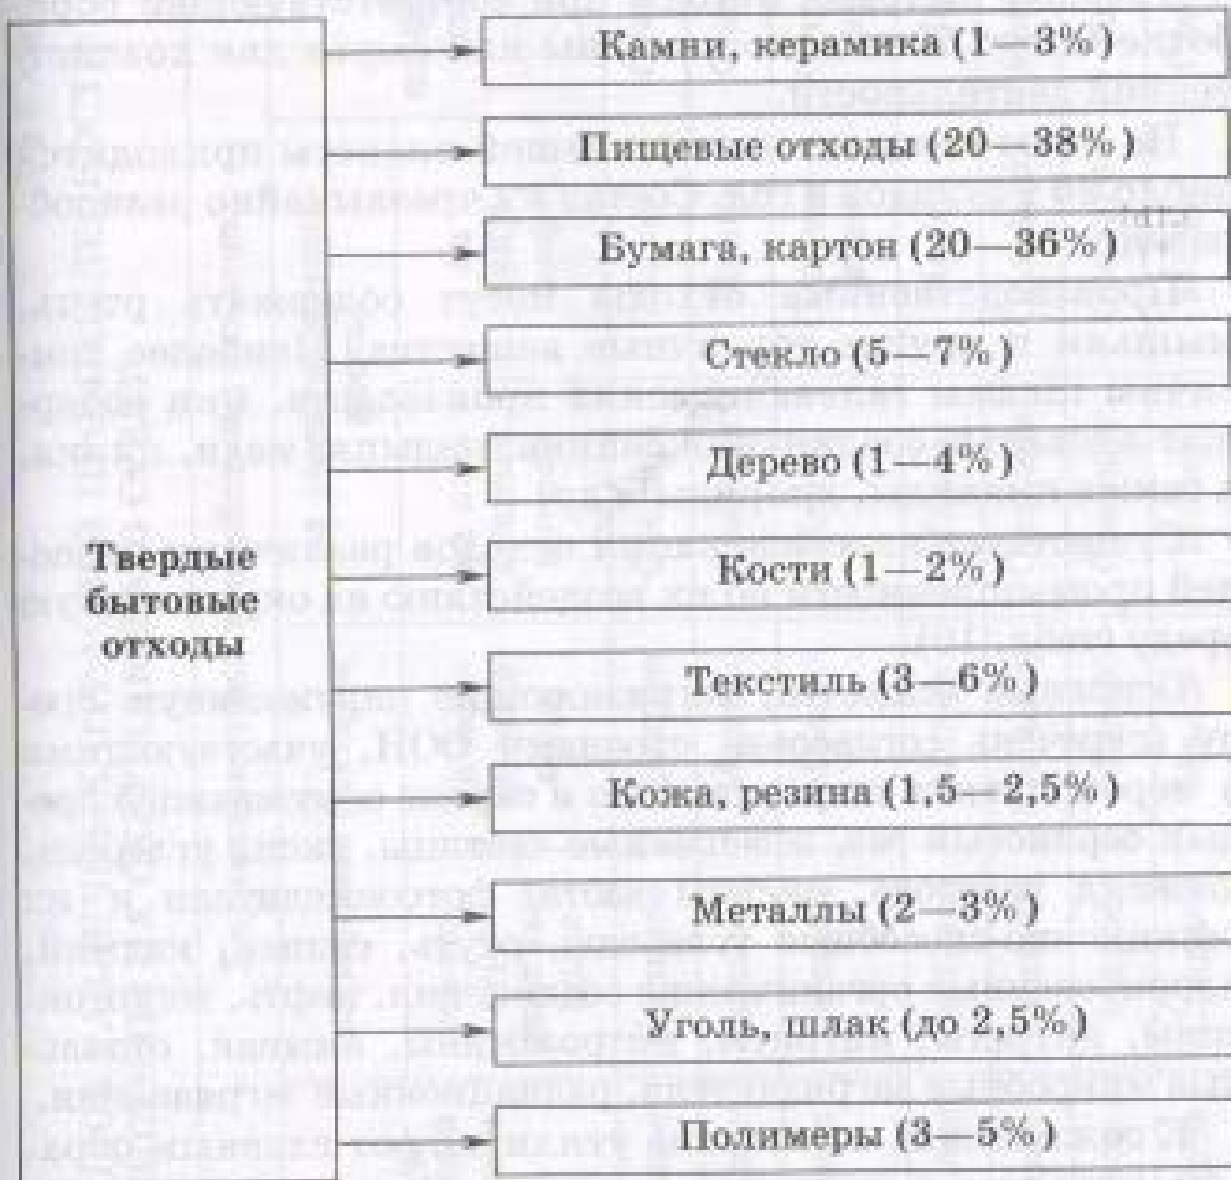 Камни, керамика (1—3%)
Пищевые отходы (20—38%)
Бумага, картон (20—36%)
Стекло (5—7%)
Дерево (1—4%)
Твердые
бытовые
отходы
Кости (1—2%)
Текстиль (3—6%)
Кожа, резина (1,5—2,5%)
Металлы (2—3%)
Уголь, шлак (до 2,5%)
Полимеры (3—5%)